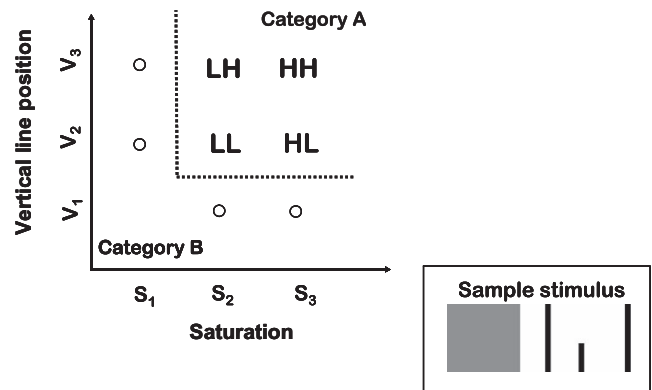 Category A
Vertical line position
V3
LH HH
V2
LL HL
V1
Category B
S1 S2 S3
Saturation
Sample stimulus